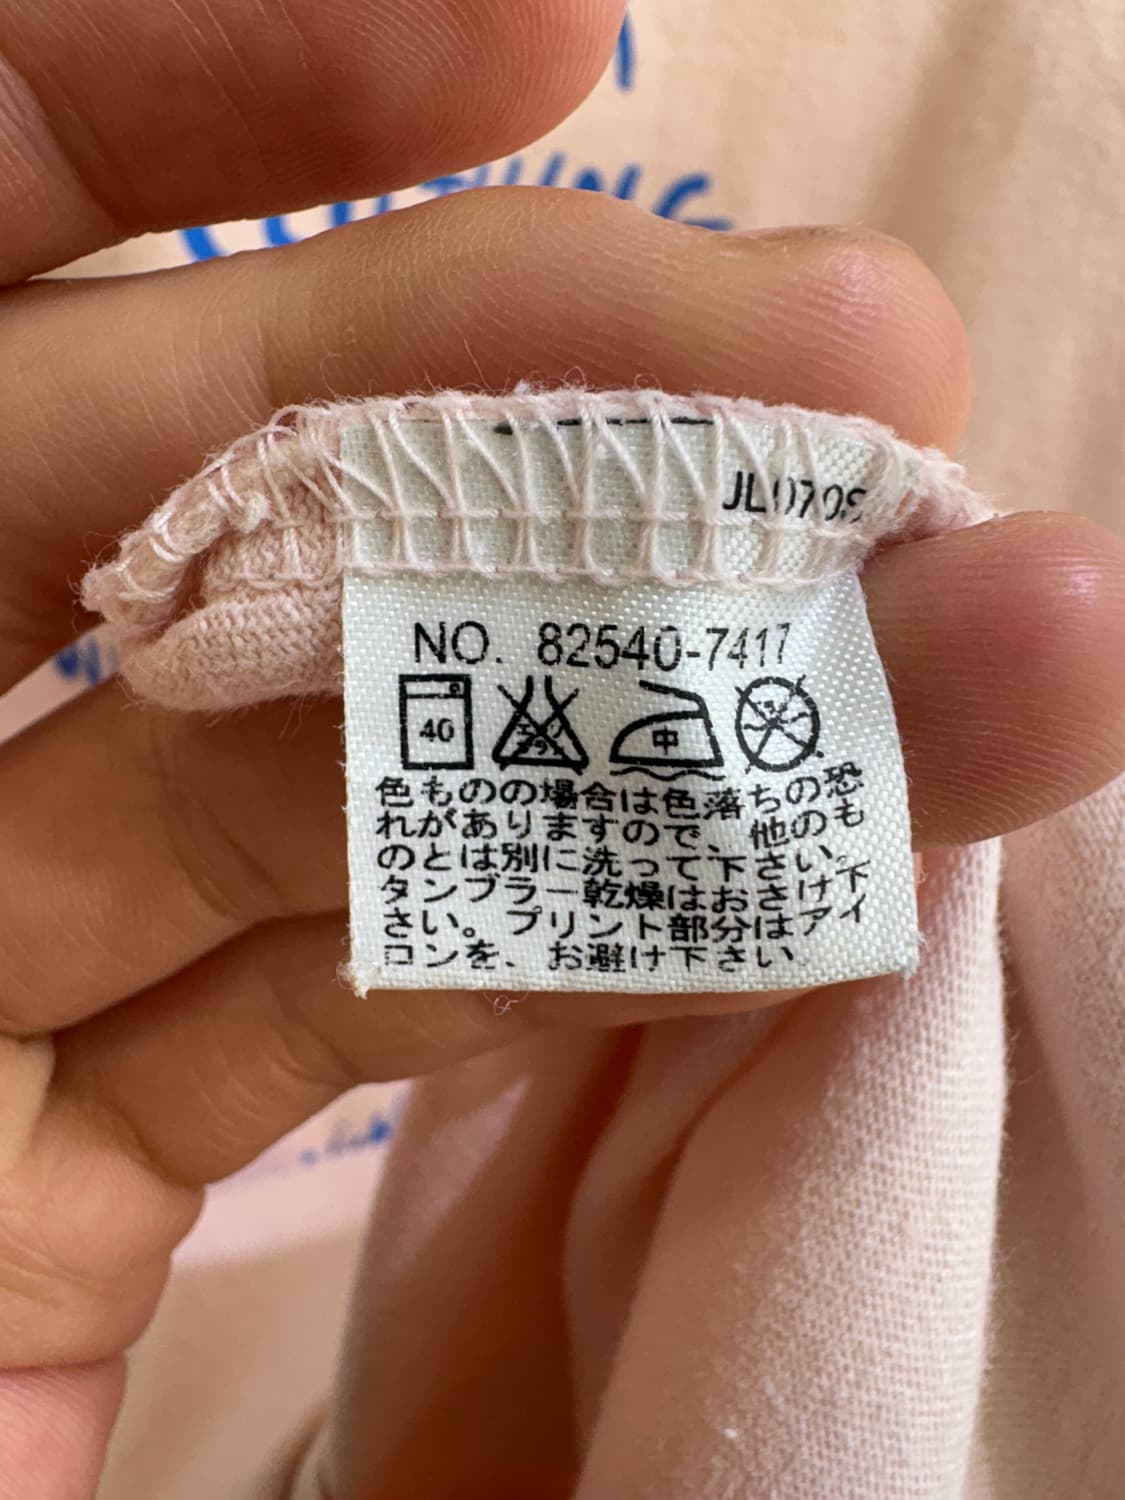 CLOTHING
NO. 82540-7417
40 中
色ものの場合は色落ちの恐
れがありますので、他のも
のとは別に洗って下さい。
タンブラー乾燥はおさけ下
さい。プリント部分はアイ
ロンを、お避け下さい。